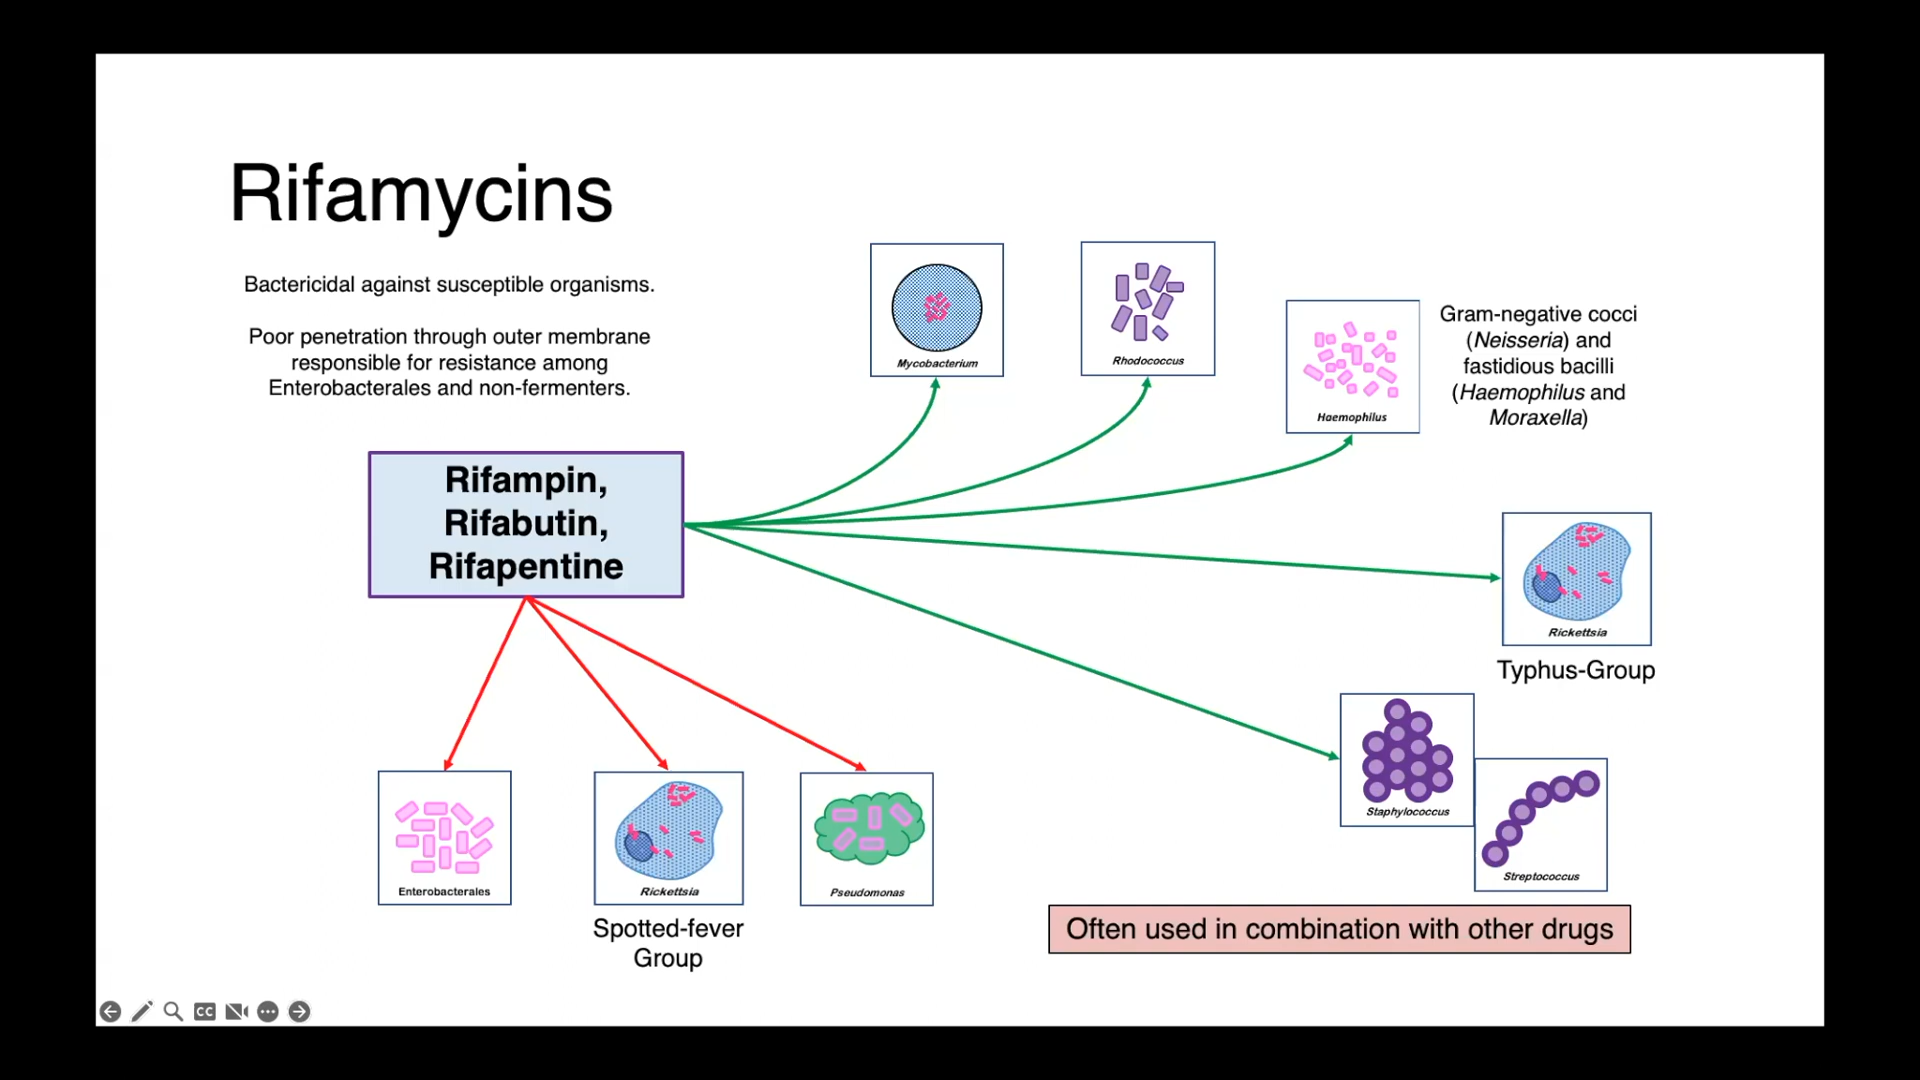 Rifamycins
Bactericidal against susceptible organisms.
Poor penetration through outer membrane
responsible for resistance among
Enterobacterales and non-fermenters.
Rifampin,
Rifabutin,
Rifapentine
Mycobacterium
Rhodococcus
Haemophilus
Gram-negative cocci
(Neisseria) and
fastidious bacilli
(Haemophilus and
Moraxella)
Rickettsia
Typhus-Group
Staphylococcus
Streptococcus
Enterobacterales
Rickettsia
Spotted-fever
Group
Pseudomonas
Often used in combination with other drugs
CC